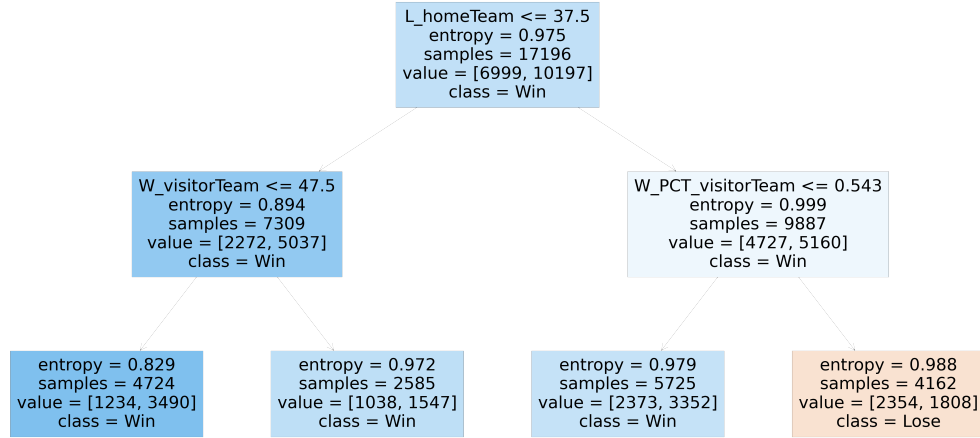 L_homeTeam <= 37.5
entropy = 0.975
samples = 17196
value = [6999, 10197]
class = Win
W_visitorTeam <= 47.5
entropy = 0.894
samples = 7309
value = [2272, 5037]
class = Win
W_PCT_visitorTeam <= 0.543
entropy = 0.999
samples = 9887
value = [4727, 5160]
class = Win
entropy = 0.829
samples = 4724
value = [1234, 3490]
class = Win
entropy = 0.972
samples = 2585
value = [1038, 1547]
class = Win
entropy = 0.979
samples = 5725
value = [2373, 3352]
class = Win
entropy = 0.988
samples = 4162
value = [2354, 1808]
class = Lose